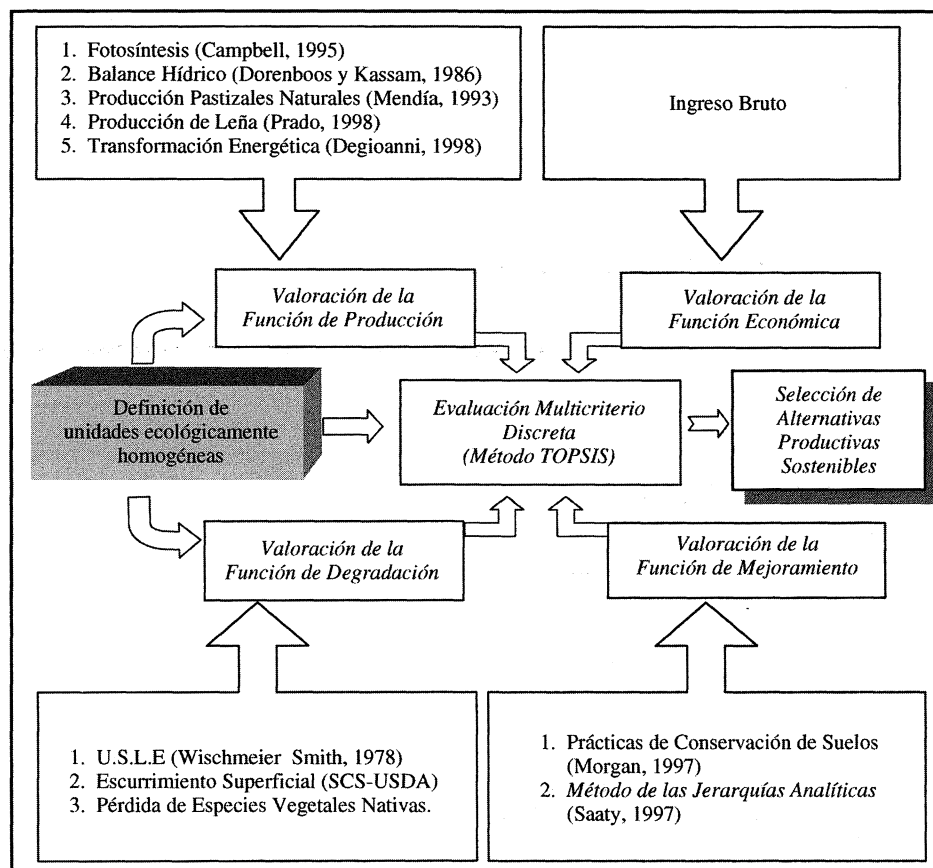 1. Fotosíntesis (Campbell, 1995)
2. Balance Hídrico (Dorenboos y Kassam, 1986)
3. Producción Pastizales Naturales (Mendía, 1993)
4. Producción de Leña (Prado, 1998)
5. Transformación Energética (Degioanni, 1998)
Ingreso Bruto
Valoración de la
Función de Producción
Valoración de la
Función Económica
Definición de
unidades ecológicamente
homogéneas
Evaluación Multicriterio
Discreta
(Método TOPSIS)
Selección de
Alternativas
Productivas
Sostenibles
Valoración de la
Función de Degradación
Valoración de la
Función de Mejoramiento
1. U.S.L.E (Wischmeier Smith, 1978)
2. Escurrimiento Superficial (SCS-USDA)
3. Pérdida de Especies Vegetales Nativas.
1. Prácticas de Conservación de Suelos
(Morgan, 1997)
2. Método de las Jerarquías Analíticas
(Saaty, 1997)